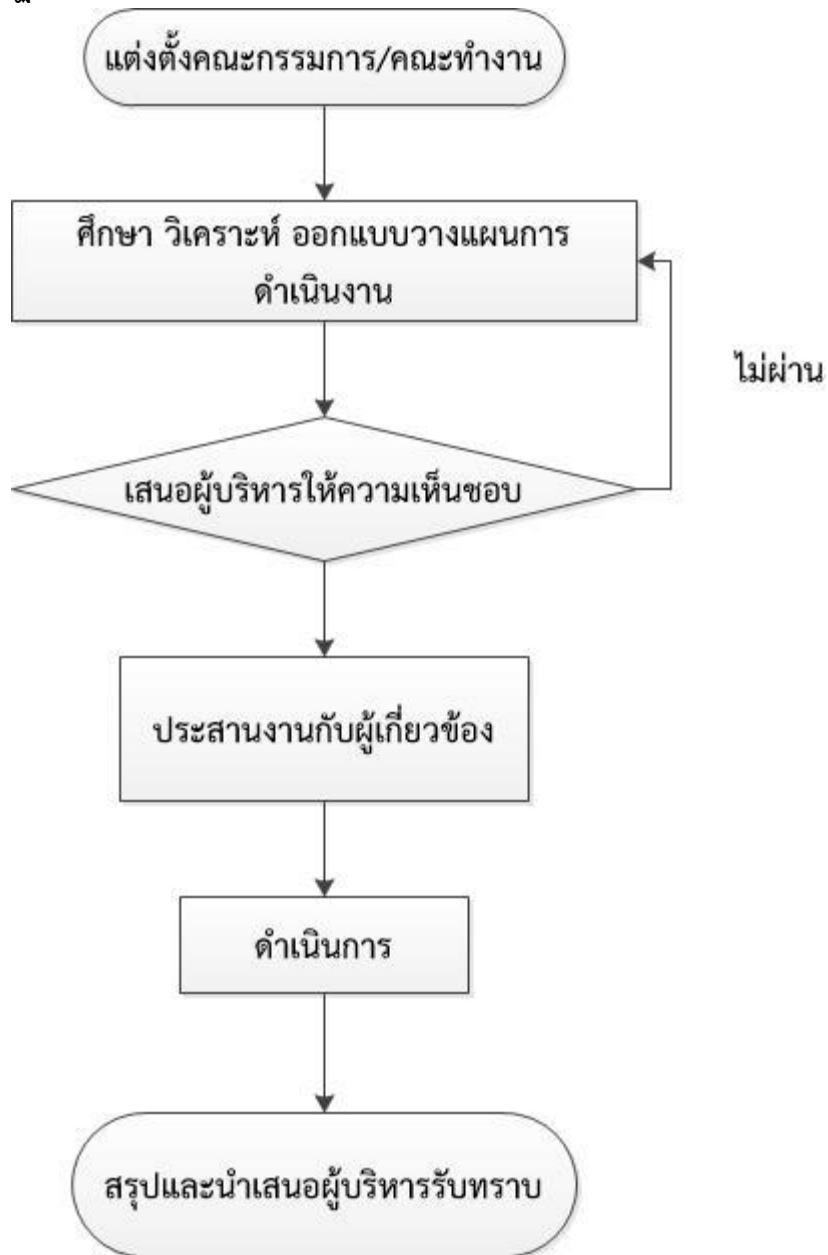 แต่งตั้งคณะกรรมการ/คณะทำงาน
ศึกษา วิเคราะห์ ออกแบบวางแผนการ
ดำเนินงาน
ไม่ผ่าน
เสนอผู้บริหารให้ความเห็นชอบ
ประสานงานกับผู้เกี่ยวข้อง
ดำเนินการ
สรุปและนำเสนอผู้บริหารรับทราบ